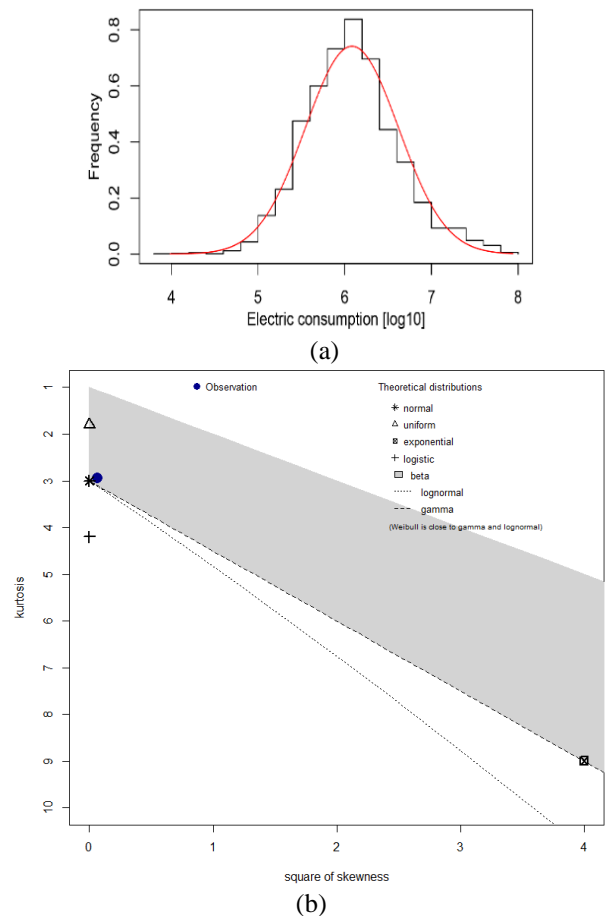 0.8
0.6
0.4
0.2
0.0
Frequency
4 5 6 7 8
Electric consumption [log10]
(a)
Observation
Theoretical distributions
normal
uniform
exponential
logistic
beta
lognormal
gamma
(Weibull is close to gamma and lognormal)
1
2
3
4
5
6
7
8
9
10
kurtosis
0 1 2 3 4
square of skewness
(b)